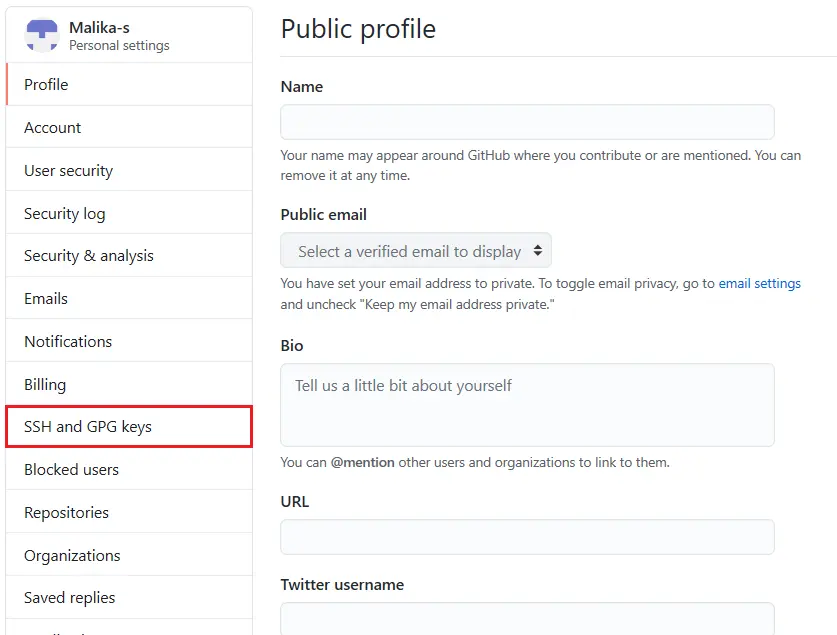 Malika-s
Personal settings
Profile
Account
User security
Security log
Security & analysis
Emails
Notifications
Billing
SSH and GPG keys
Blocked users
Repositories
Organizations
Saved replies
Public profile
Name
Your name may appear around GitHub where you contribute or are mentioned. You can
remove it at any time.
Public email
Select a verified email to display
You have set your email address to private. To toggle email privacy, go to email settings
and uncheck "Keep my email address private."
Bio
Tell us a little bit about yourself
You can @mention other users and organizations to link to them.
URL
Twitter username